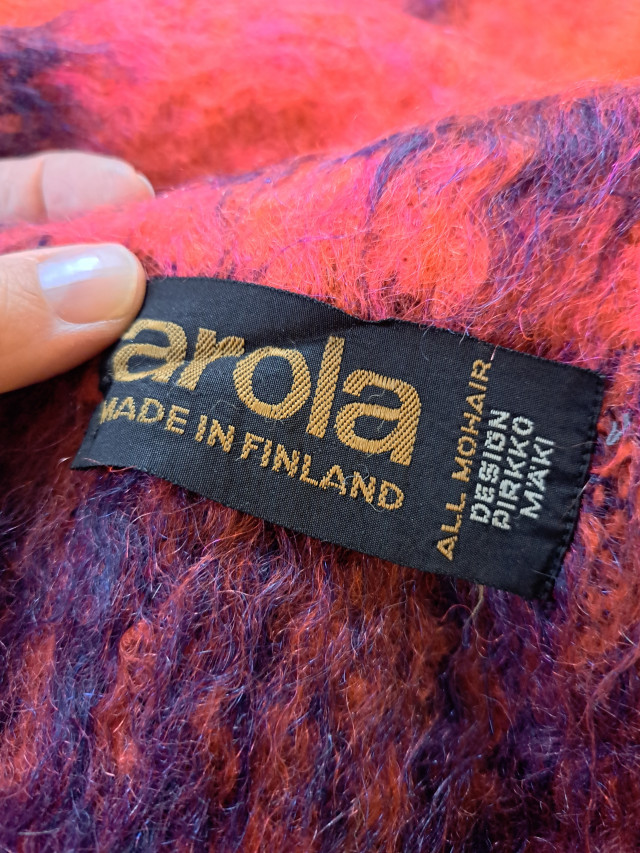 arola
MADE IN FINLAND
ALL MOHAIR
DESIGN
PIRKKO
MÄKI